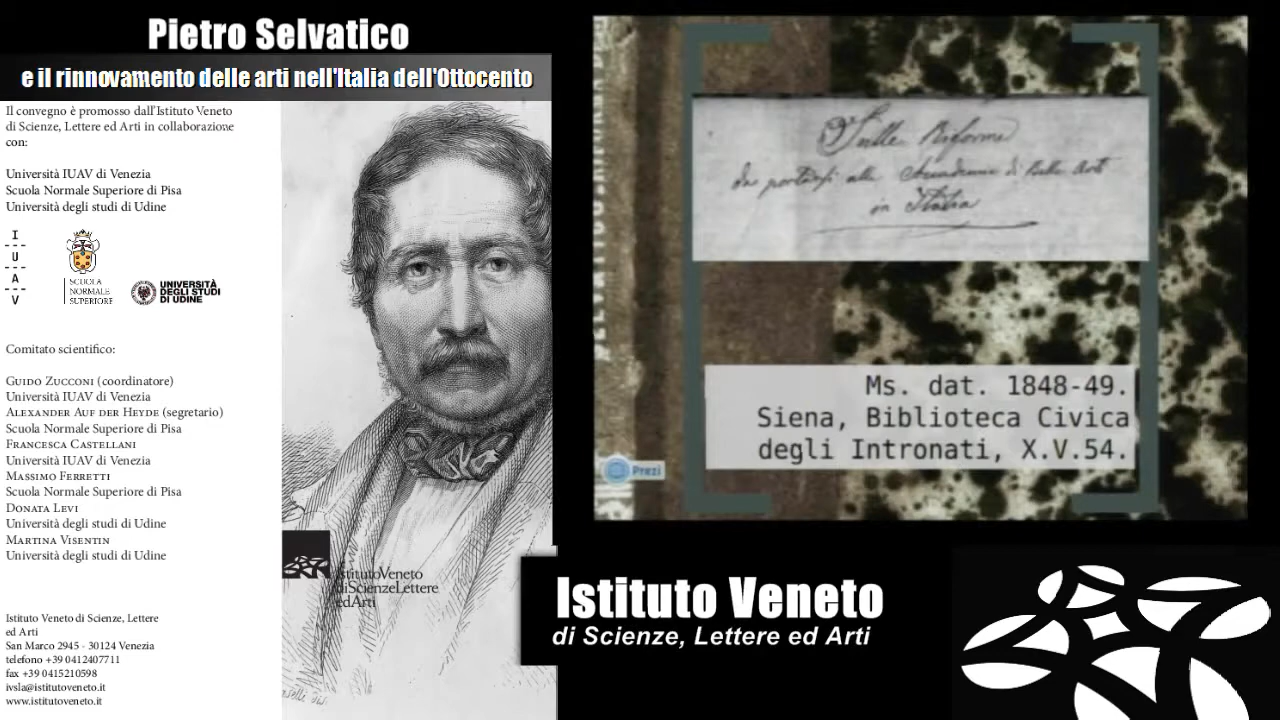 Pietro Selvatico
e il rinnovamento delle arti nell'Italia dell'Ottocento
Il convegno è promosso dall'Istituto Veneto
di Scienze, Lettere ed Arti in collaborazione
con:
Università IUAV di Venezia
Scuola Normale Superiore di Pisa
Università degli studi di Udine
I
U
A
V
SCUOLA
NORMALE
SUPERIORE
UNIVERSITÀ
DEGLI STUDI
DI UDINE
Comitato scientifico:
Guido Zucconi (coordinatore)
Università IUAV di Venezia
Alexander Auf der Heyde (segretario)
Scuola Normale Superiore di Pisa
Francesca Castellani
Università IUAV di Venezia
Massimo Ferretti
Scuola Normale Superiore di Pisa
Donata Levi
Università degli studi di Udine
Martina Visentin
Università degli studi di Udine
Istituto Veneto di Scienze, Lettere
ed Arti
San Marco 2945 - 30124 Venezia
telefono +39 0412407711
fax +39 0415210598
ivsla@istitutoveneto.it
www.istitutoveneto.it
IstitutoVeneto
diScienzeLettere
edArti
Sulle Riforme
da portarsi alle Accademie di Belle Arti
in Italia
Ms. dat. 1848-49.
Siena, Biblioteca Civica
degli Intronati, X.V.54.
Prezi
Istituto Veneto
di Scienze, Lettere ed Arti